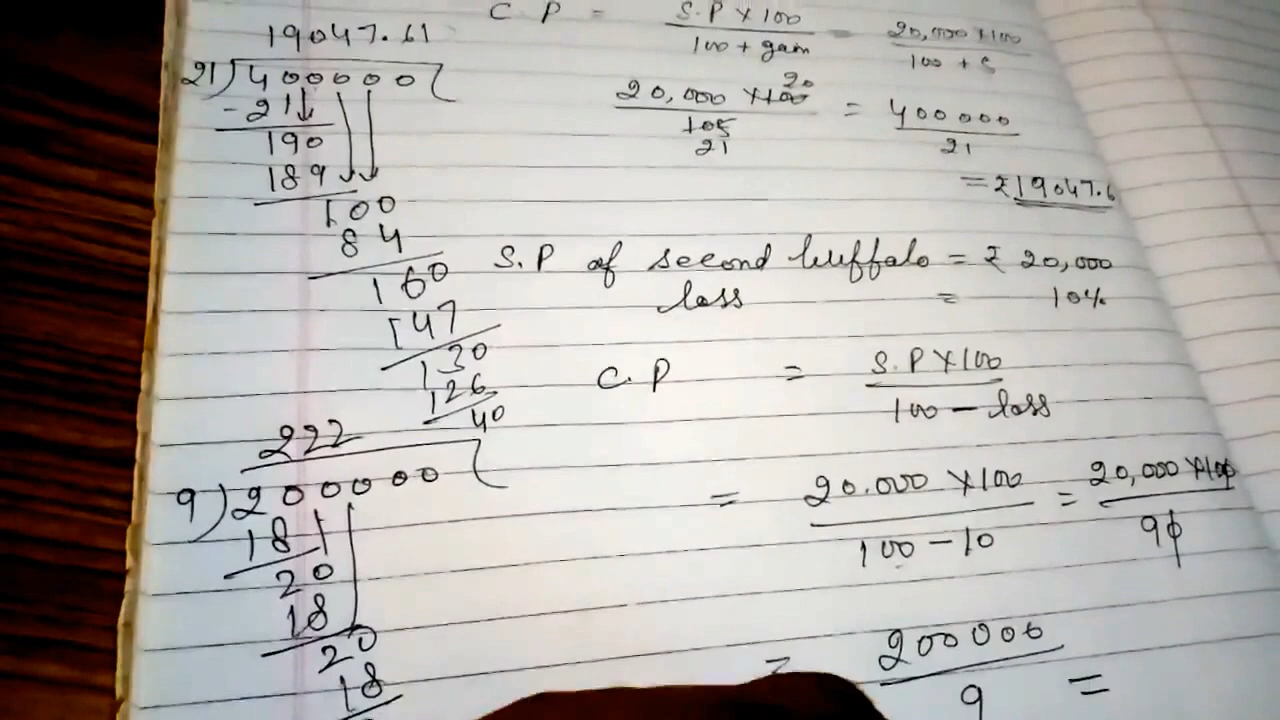 C P = S.P × 100 / 100 + gain = 20,000 × 100 / 100 + 5
19047.61
21) 400000
20,000 × 100 20 / 105 21 = 400000 / 21
- 21
190
= ₹ 19047.6
189
100
84
S.P of second buffalo = ₹ 20,000
160
loss = 10%
147
130
C.P = S.P × 100 / 100 - loss
126
40
222
9) 200000
= 20.000 × 100 / 100 - 10 = 20,000 × 100 / 90
18
20
18
20
= 200000 / 9 =
18